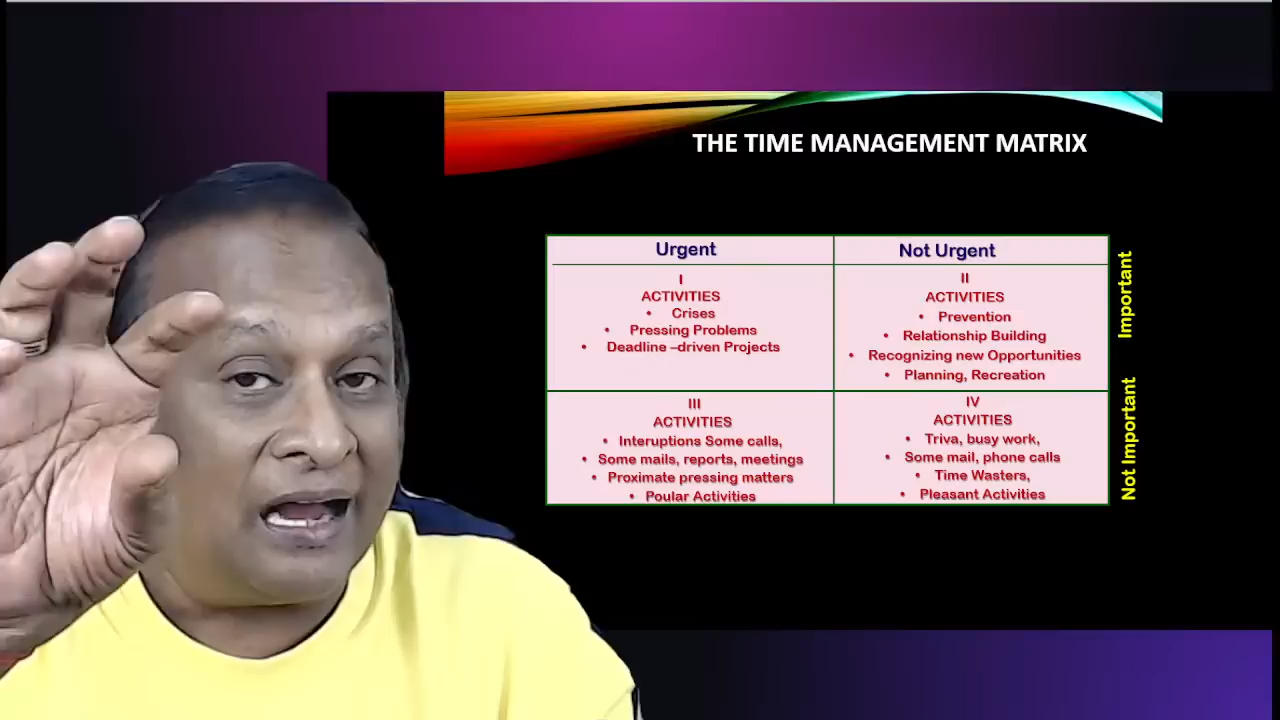 THE TIME MANAGEMENT MATRIX
Urgent
Not Urgent
Important
I
ACTIVITIES
• Crises
• Pressing Problems
• Deadline –driven Projects
II
ACTIVITIES
• Prevention
• Relationship Building
• Recognizing new Opportunities
• Planning, Recreation
Not Important
III
ACTIVITIES
• Interuptions Some calls,
• Some mails, reports, meetings
• Proximate pressing matters
• Poular Activities
IV
ACTIVITIES
• Triva, busy work,
• Some mail, phone calls
• Time Wasters,
• Pleasant Activities